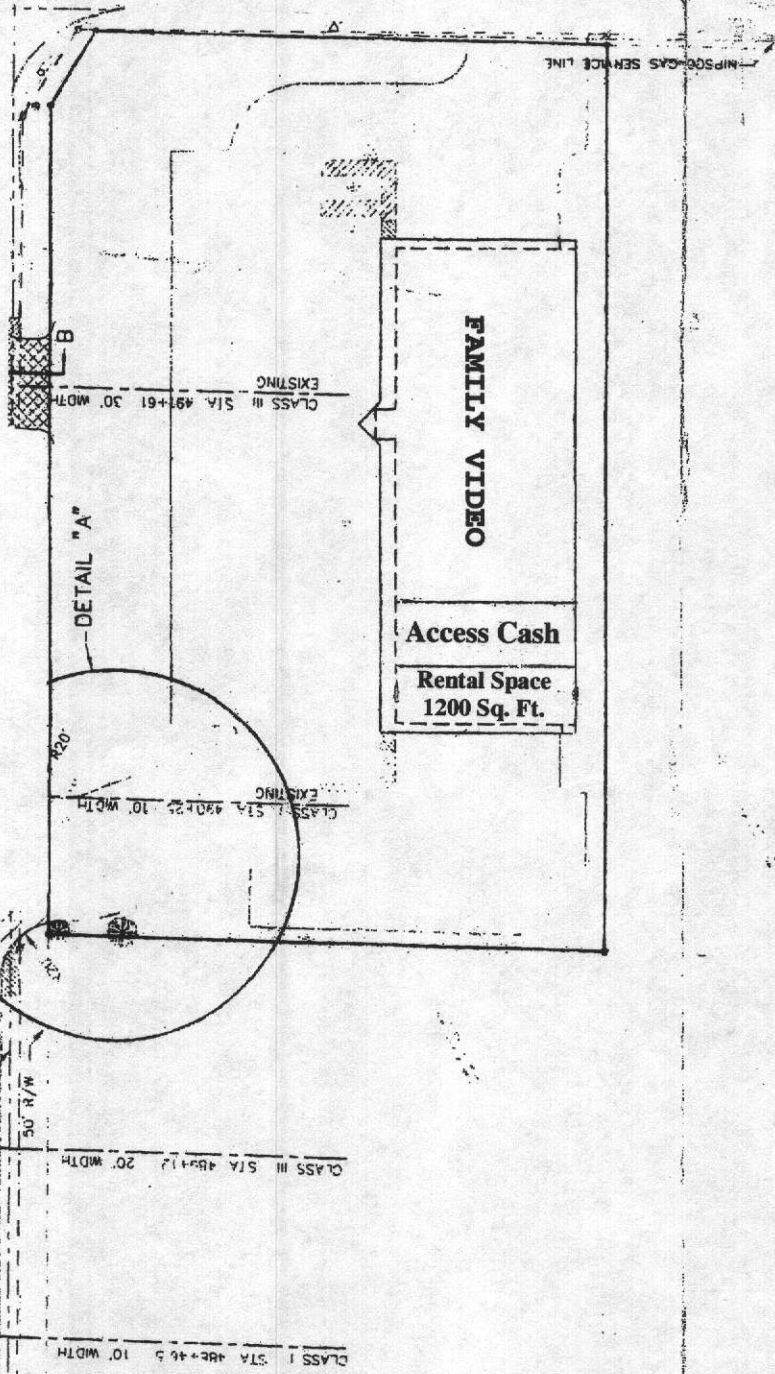 NIPSCO GAS SERVICE LINE
B
EXISTING
CLASS III STA 491+61 30' WIDTH
FAMILY VIDEO
DETAIL "A"
Access Cash
Rental Space
1200 Sq. Ft.
R20'
EXISTING
CLASS I STA 490+25 10' WIDTH
50' R/W
CLASS III STA 489+12 20' WIDTH
CLASS I STA 488+46.5 10' WIDTH